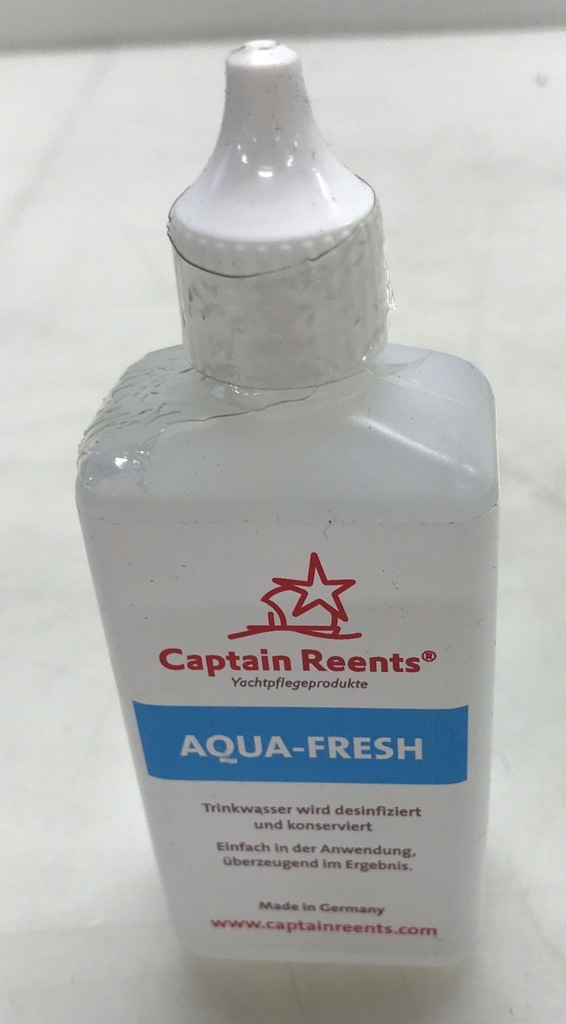 Captain Reents®
Yachtpflegeprodukte
AQUA-FRESH
Trinkwasser wird desinfiziert
und konserviert
Einfach in der Anwendung,
überzeugend im Ergebnis.
Made in Germany
www.captainreents.com